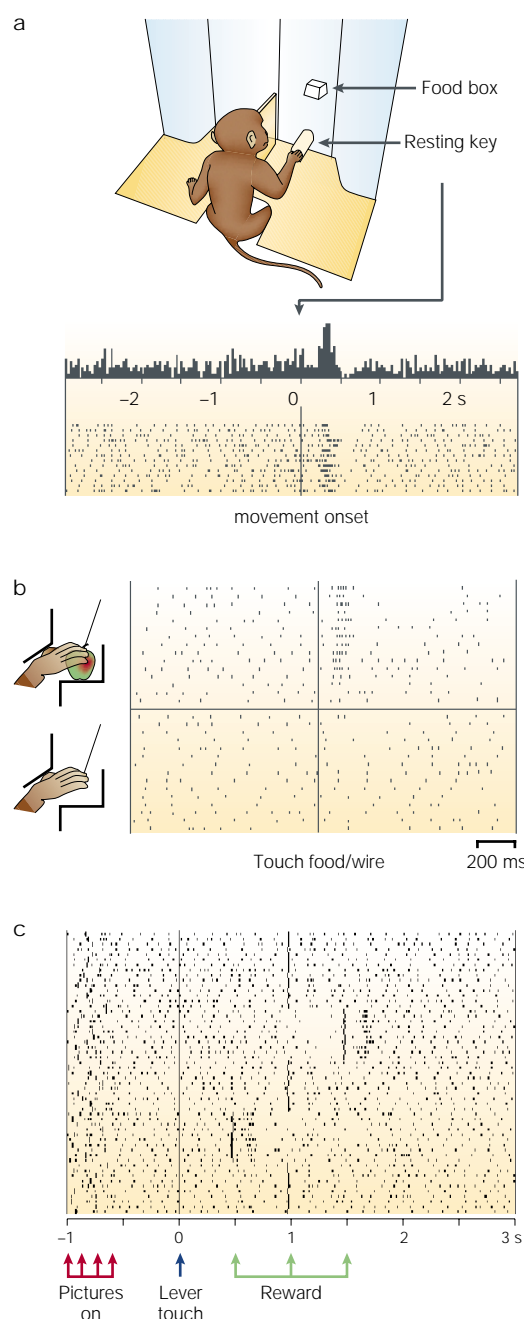 a
Food box
Resting key
–2 –1 0 1 2 s
movement onset
b
Touch food/wire 200 ms
c
–1 0 1 2 3 s
Pictures on
Lever touch
Reward